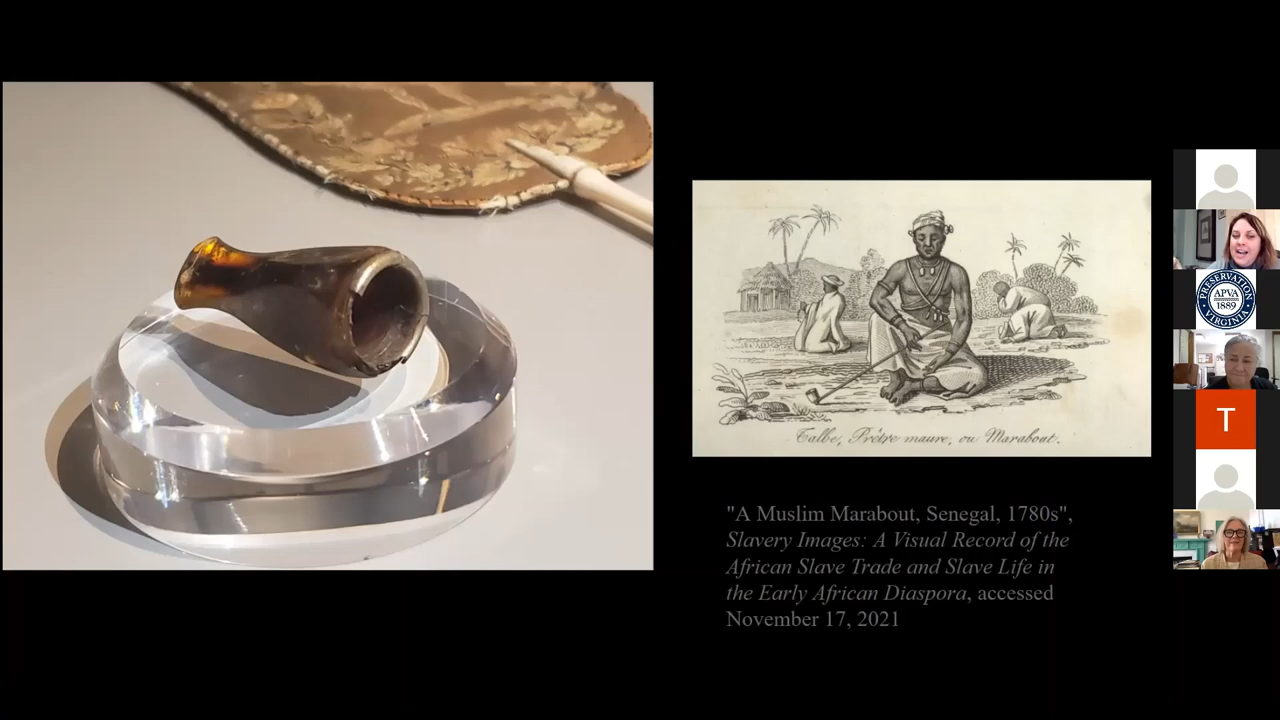 Talbe, Prêtre maure, ou Marabout.
"A Muslim Marabout, Senegal, 1780s",
Slavery Images: A Visual Record of the
African Slave Trade and Slave Life in
the Early African Diaspora, accessed
November 17, 2021
PRESERVATION
APVA
1889
VIRGINIA
T